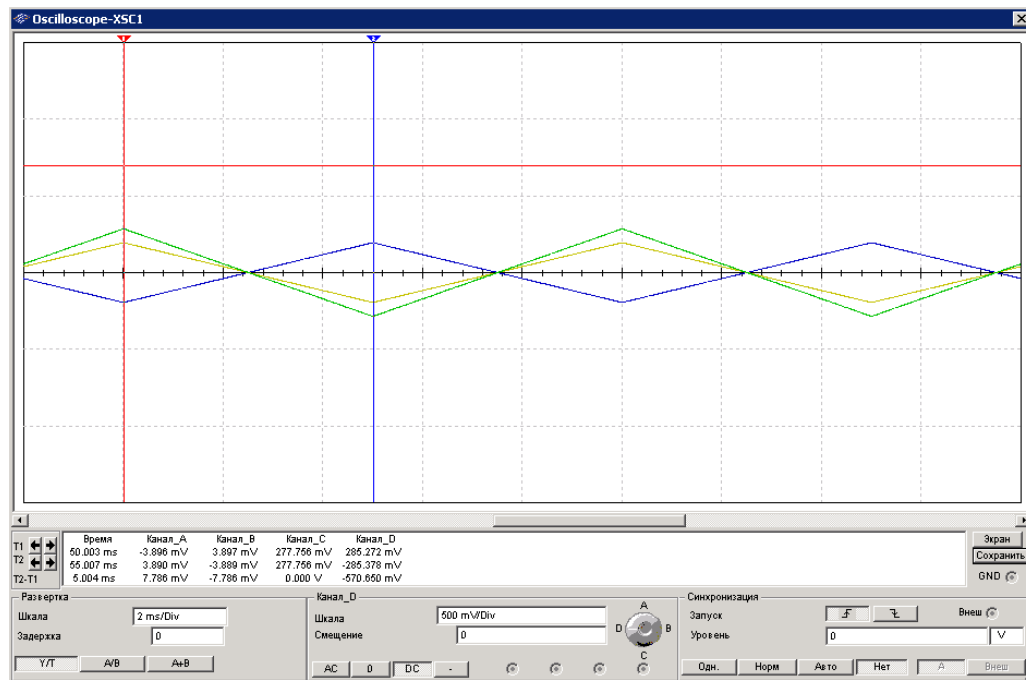 Oscilloscope-XSC1
1 2
T1 T2 T2-T1
Время Канал_A Канал_B Канал_C Канал_D
50.003 ms -3.896 mV 3.897 mV 277.756 mV 285.272 mV
55.007 ms 3.890 mV -3.889 mV 277.756 mV -285.378 mV
5.004 ms 7.786 mV -7.786 mV 0.000 V -570.650 mV
Экран
Сохранить
GND
Развертка
Шкала 2 ms/Div
Задержка 0
Y/T A/B A+B
Канал_D
Шкала 500 mV/Div
Смещение 0
AC 0 DC -
A
D B
C
Синхронизация
Запуск Внеш
Уровень 0 V
Одн. Норм Авто Нет A Внеш